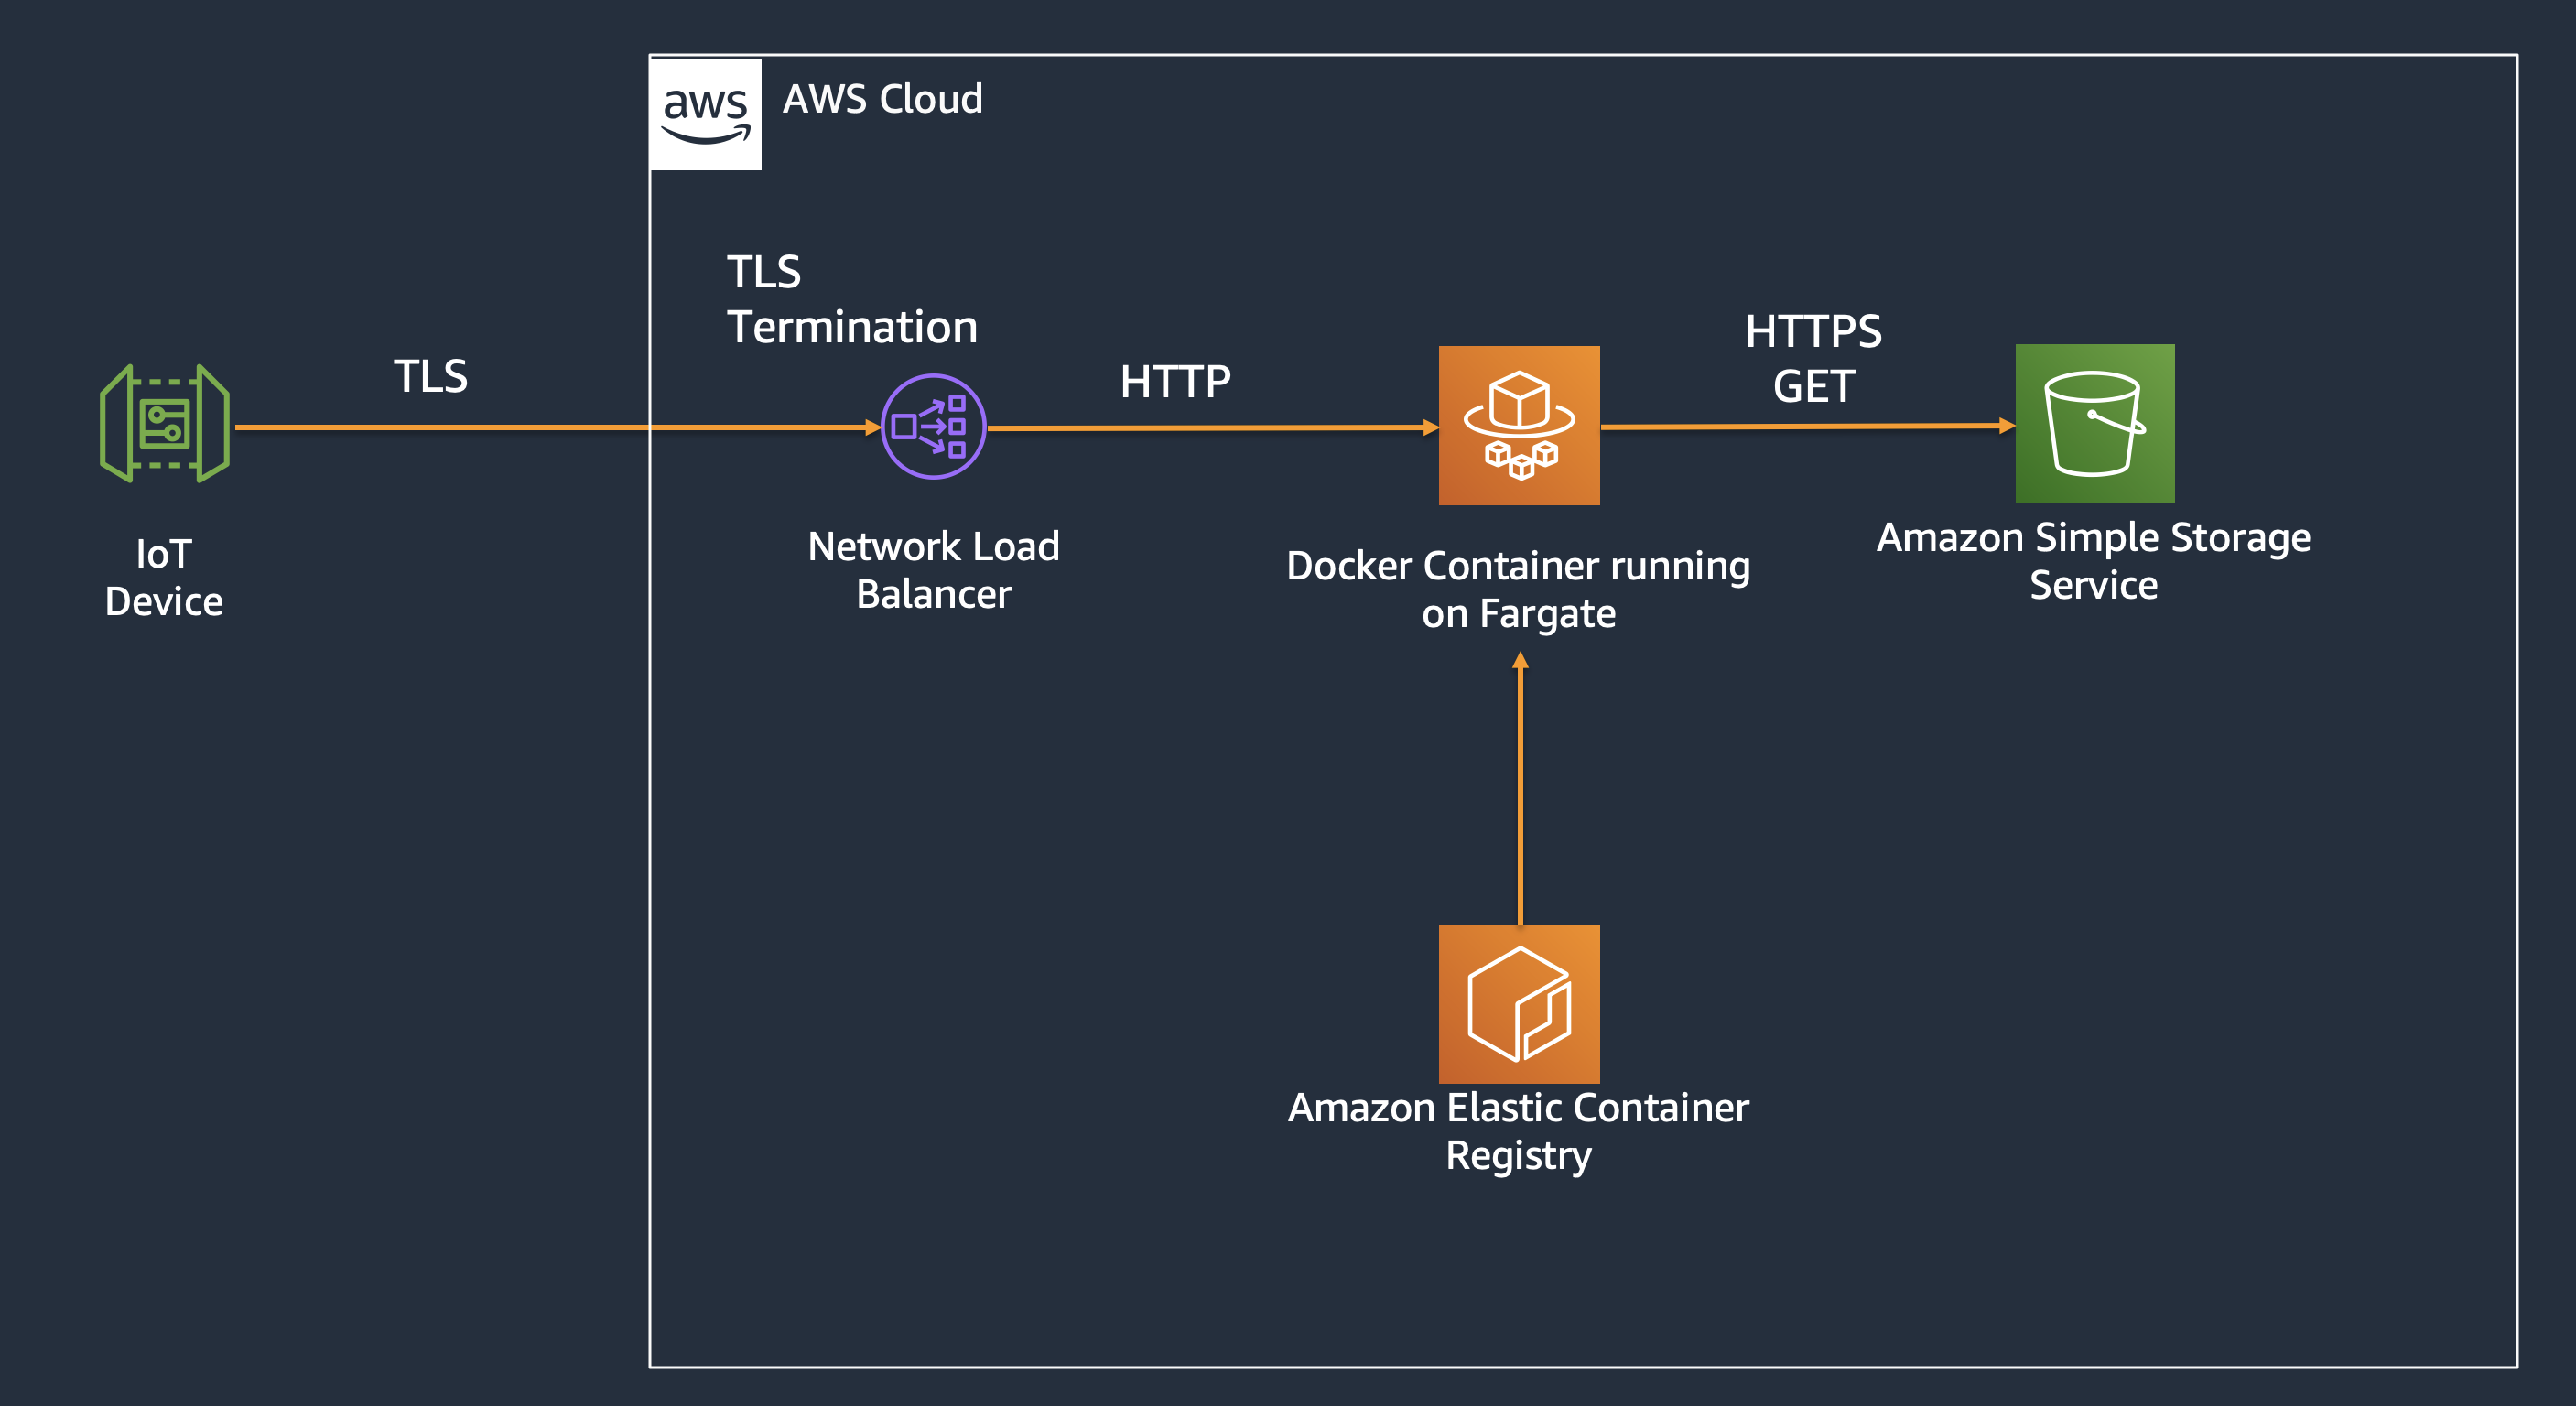 aws
AWS Cloud
TLS
Termination
TLS
HTTP
HTTPS
GET
IoT
Device
Network Load
Balancer
Docker Container running
on Fargate
Amazon Simple Storage
Service
Amazon Elastic Container
Registry